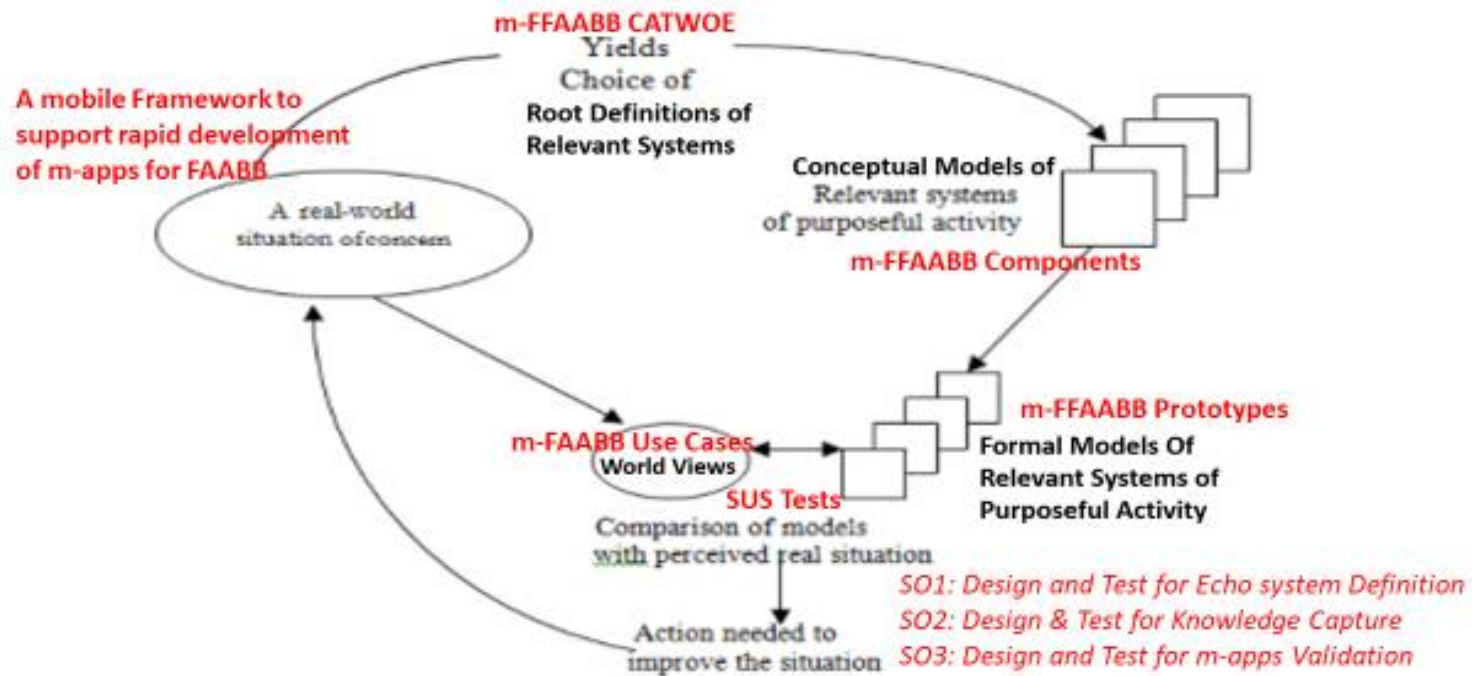 m-FFAABB CATWOE
Yields
Choice of
Root Definitions of
Relevant Systems
A mobile Framework to
support rapid development
of m-apps for FAABB
A real-world
situation of concern
Conceptual Models of
Relevant systems
of purposeful activity
m-FFAABB Components
m-FFAABB Prototypes
Formal Models Of
Relevant Systems of
Purposeful Activity
m-FAABB Use Cases
World Views
SUS Tests
Comparison of models
with perceived real situation
Action needed to
improve the situation
SO1: Design and Test for Echo system Definition
SO2: Design & Test for Knowledge Capture
SO3: Design and Test for m-apps Validation